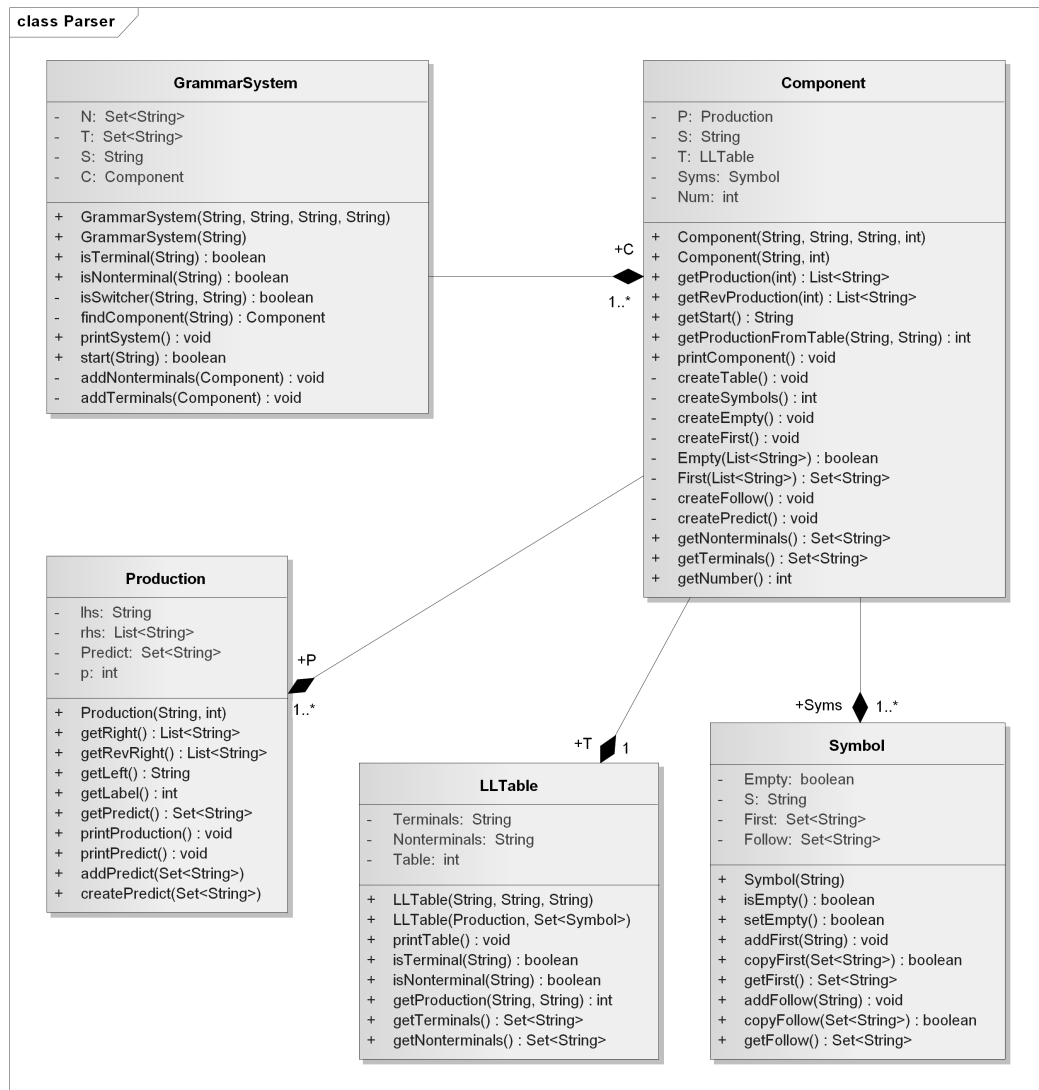 class Parser
GrammarSystem
- N: Set<String>
- T: Set<String>
- S: String
- C: Component
+ GrammarSystem(String, String, String, String)
+ GrammarSystem(String)
+ isTerminal(String) : boolean
+ isNonterminal(String) : boolean
- isSwitcher(String, String) : boolean
- findComponent(String) : Component
+ printSystem() : void
+ start(String) : boolean
- addNonterminals(Component) : void
- addTerminals(Component) : void
+C
1..*
Component
- P: Production
- S: String
- T: LLTable
- Syms: Symbol
- Num: int
+ Component(String, String, String, int)
+ Component(String, int)
+ getProduction(int) : List<String>
+ getRevProduction(int) : List<String>
+ getStart() : String
+ getProductionFromTable(String, String) : int
+ printComponent() : void
- createTable() : void
- createSymbols() : int
- createEmpty() : void
- createFirst() : void
- Empty(List<String>) : boolean
- First(List<String>) : Set<String>
- createFollow() : void
- createPredict() : void
+ getNonterminals() : Set<String>
+ getTerminals() : Set<String>
+ getNumber() : int
Production
- lhs: String
- rhs: List<String>
- Predict: Set<String>
- p: int
+ Production(String, int)
+ getRight() : List<String>
+ getRevRight() : List<String>
+ getLeft() : String
+ getLabel() : int
+ getPredict() : Set<String>
+ printProduction() : void
+ printPredict() : void
+ addPredict(Set<String>)
+ createPredict(Set<String>)
+P
1..*
+T 1
LLTable
- Terminals: String
- Nonterminals: String
- Table: int
+ LLTable(String, String, String)
+ LLTable(Production, Set<Symbol>)
+ printTable() : void
+ isTerminal(String) : boolean
+ isNonterminal(String) : boolean
+ getProduction(String, String) : int
+ getTerminals() : Set<String>
+ getNonterminals() : Set<String>
+Syms 1..*
Symbol
- Empty: boolean
- S: String
- First: Set<String>
- Follow: Set<String>
+ Symbol(String)
+ isEmpty() : boolean
+ setEmpty() : boolean
+ addFirst(String) : void
+ copyFirst(Set<String>) : boolean
+ getFirst() : Set<String>
+ addFollow(String) : void
+ copyFollow(Set<String>) : boolean
+ getFollow() : Set<String>